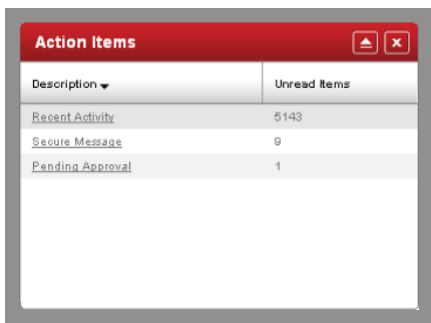 Action Items
Description Unread Items
Recent Activity 5143
Secure Message 9
Pending Approval 1